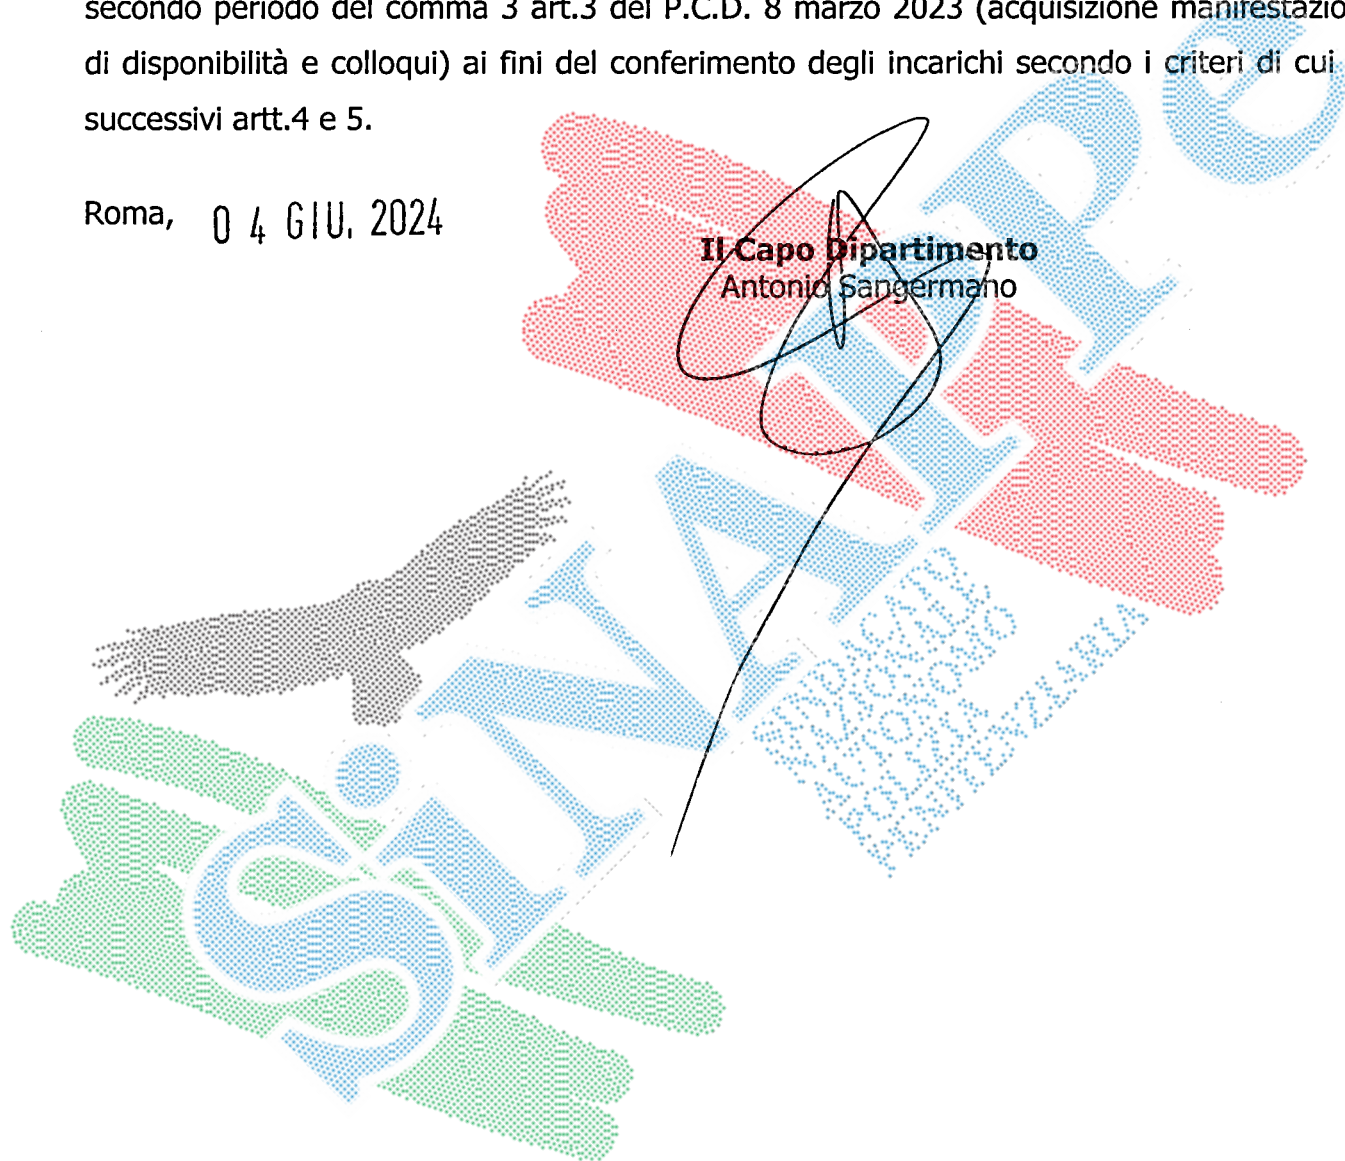 secondo periodo del comma 3 art.3 del P.C.D. 8 marzo 2023 (acquisizione manifestazio
di disponibilità e colloqui) ai fini del conferimento degli incarichi secondo i criteri di cui
successivi artt.4 e 5.
Roma, 04 GIU. 2024
Il Capo Dipartimento
Antonio Sangermano
SiNAPPe
SINDACATO
NAZIONALE
AUTONOMO
POLIZIA
PENITENZIARIA